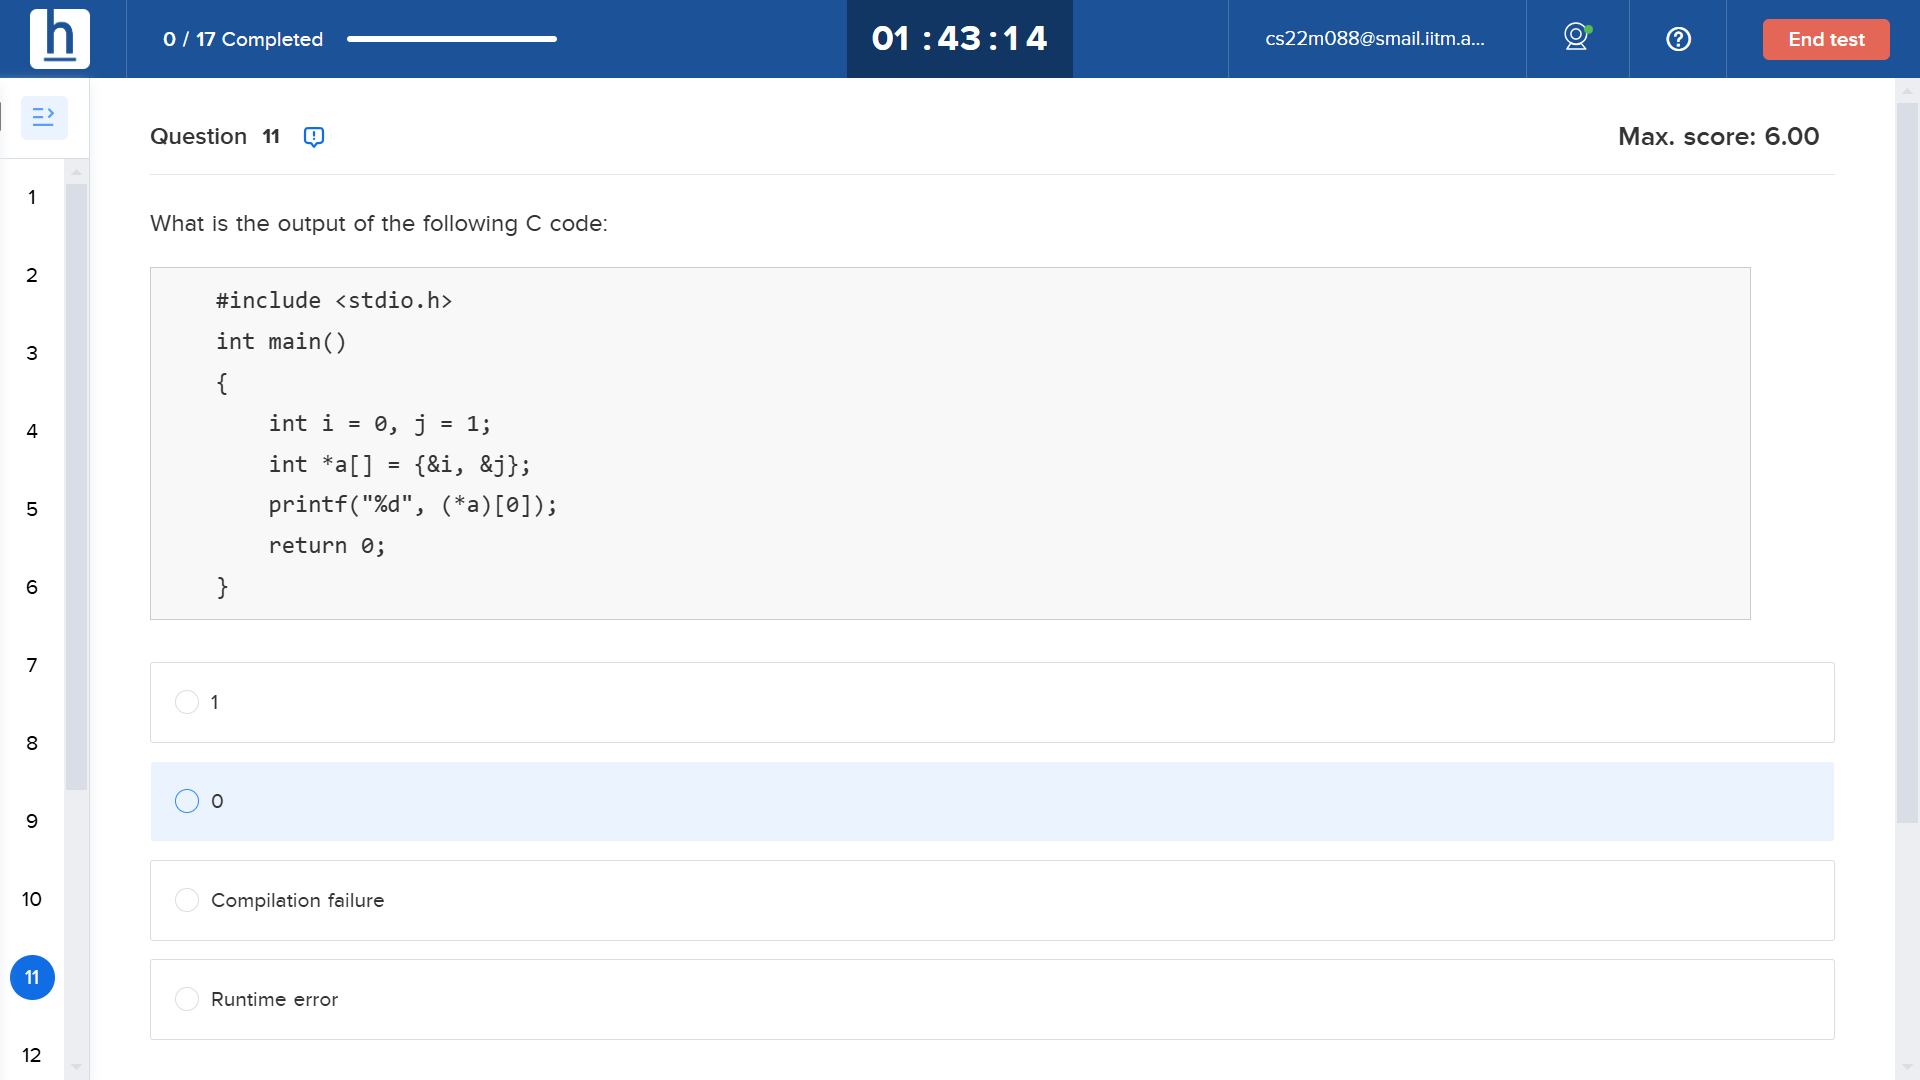 h
0 / 17 Completed
01 : 43 : 14
cs22m088@smail.iitm.a...
End test
Question 11
Max. score: 6.00
What is the output of the following C code:
#include <stdio.h>
int main()
{
    int i = 0, j = 1;
    int *a[] = {&i, &j};
    printf("%d", (*a)[0]);
    return 0;
}
1
0
Compilation failure
Runtime error
1
2
3
4
5
6
7
8
9
10
11
12